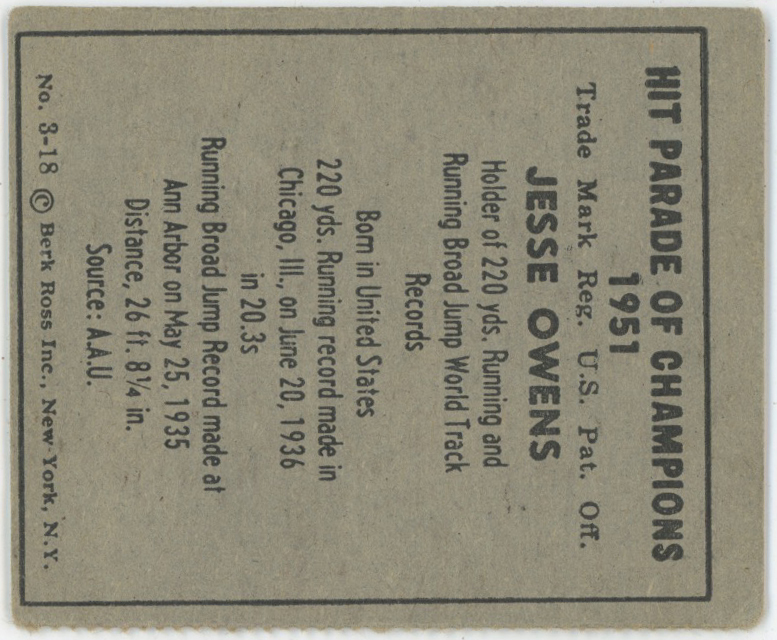 HIT PARADE OF CHAMPIONS
1951
Trade Mark Reg. U.S. Pat. Off.
JESSE OWENS
Holder of 220 yds. Running and
Running Broad Jump World Track
Records
Born in United States
220 yds. Running record made in
Chicago, Ill., on June 20, 1936
in 20.3s
Running Broad Jump Record made at
Ann Arbor on May 25, 1935
Distance, 26 ft. 8¼ in.
Source: A.A.U.
No. 3-18 © Berk Ross Inc., New York, N.Y.